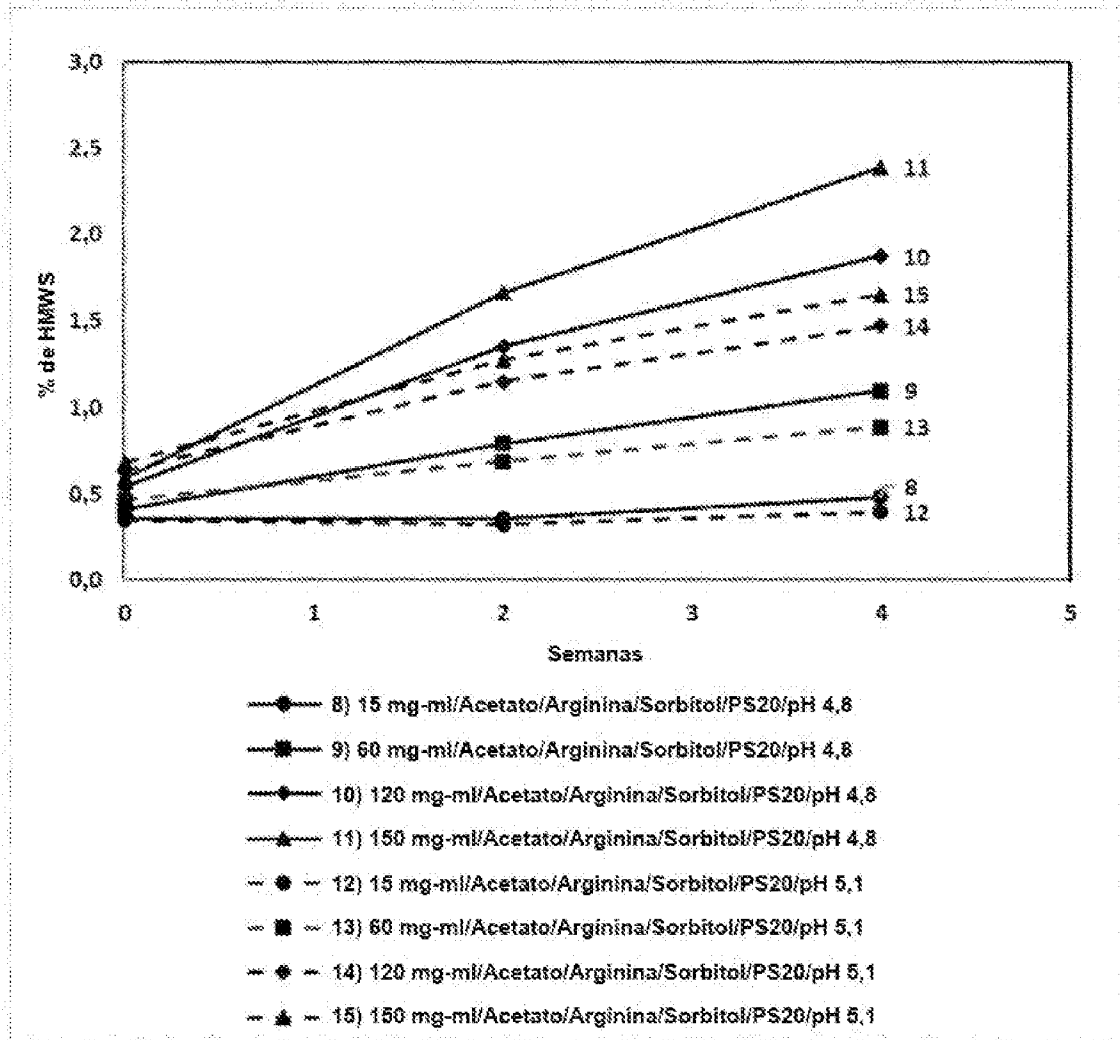 3,0
2,5
2,0
1,5
1,0
0,5
0,0
% de HMWS
11
10
15
14
9
13
8
12
0 1 2 3 4 5
Semanas
8) 15 mg-ml/Acetato/Arginina/Sorbitol/PS20/pH 4,8
9) 60 mg-ml/Acetato/Arginina/Sorbitol/PS20/pH 4,8
10) 120 mg-ml/Acetato/Arginina/Sorbitol/PS20/pH 4,8
11) 150 mg-ml/Acetato/Arginina/Sorbitol/PS20/pH 4,8
12) 15 mg-ml/Acetato/Arginina/Sorbitol/PS20/pH 5,1
13) 60 mg-ml/Acetato/Arginina/Sorbitol/PS20/pH 5,1
14) 120 mg-ml/Acetato/Arginina/Sorbitol/PS20/pH 5,1
15) 150 mg-ml/Acetato/Arginina/Sorbitol/PS20/pH 5,1